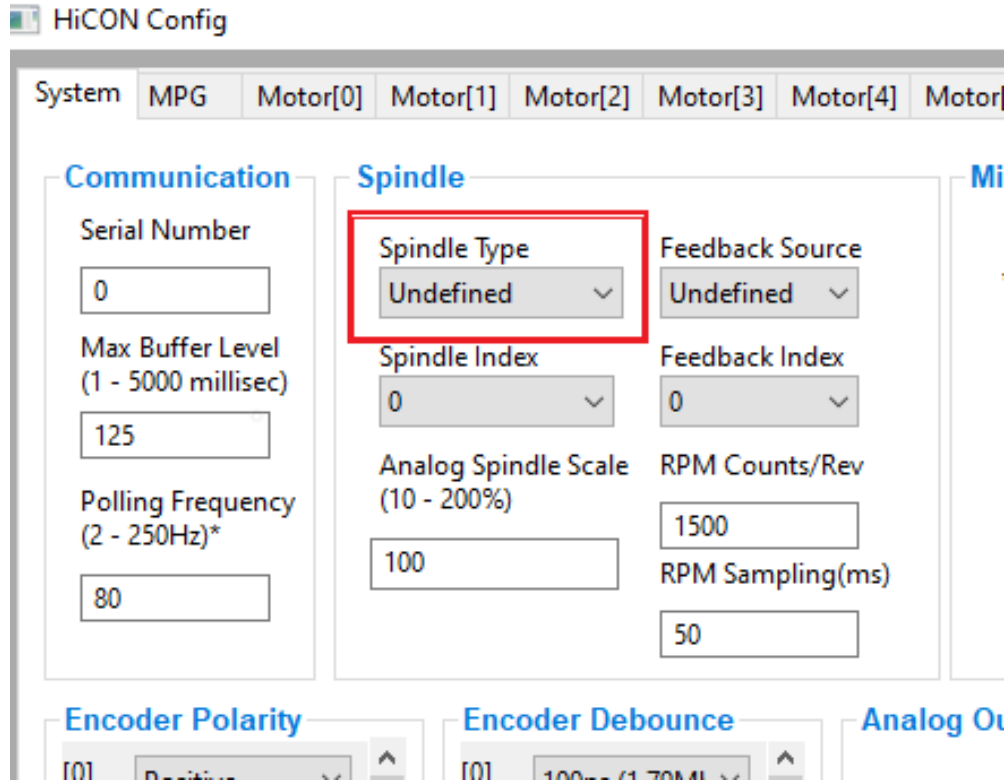 HiCON Config
System MPG Motor[0] Motor[1] Motor[2] Motor[3] Motor[4] Motor[
Communication
Serial Number
0
Max Buffer Level
(1 - 5000 millisec)
125
Polling Frequency
(2 - 250Hz)*
80
Spindle
Spindle Type
Undefined
Spindle Index
0
Analog Spindle Scale
(10 - 200%)
100
Feedback Source
Undefined
Feedback Index
0
RPM Counts/Rev
1500
RPM Sampling(ms)
50
Mi
Encoder Polarity
[0] Positive
Encoder Debounce
[0]
Analog Ou